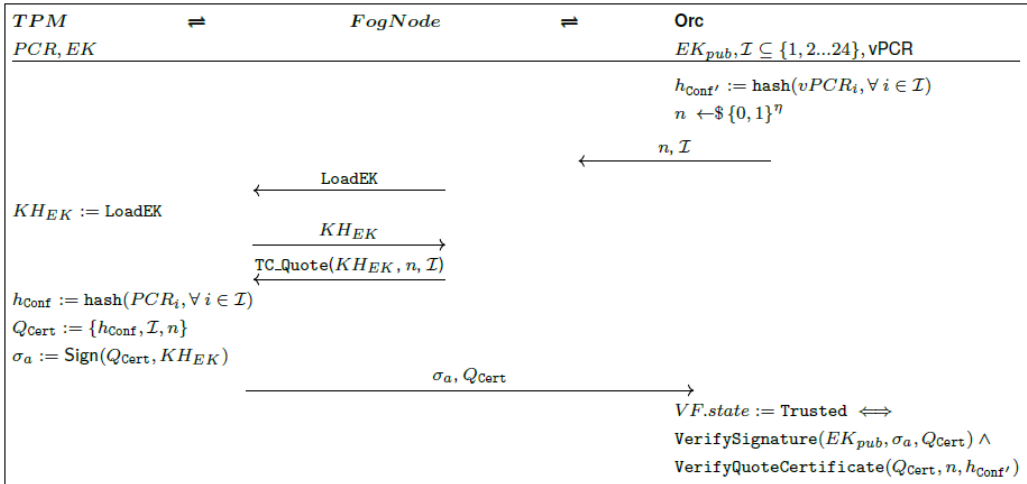 TPM ⇌ FogNode ⇌ Orc
PCR, EK EK_pub, I ⊆ {1, 2...24}, vPCR
h_Conf′ := hash(vPCR_i, ∀ i ∈ I)
n ←$ {0, 1}^η
n, I
LoadEK
KH_EK := LoadEK
KH_EK
TC_Quote(KH_EK, n, I)
h_Conf := hash(PCR_i, ∀ i ∈ I)
Q_Cert := {h_Conf, I, n}
σ_a := Sign(Q_Cert, KH_EK)
σ_a, Q_Cert
VF.state := Trusted ⟺
VerifySignature(EK_pub, σ_a, Q_Cert) ∧
VerifyQuoteCertificate(Q_Cert, n, h_Conf′)